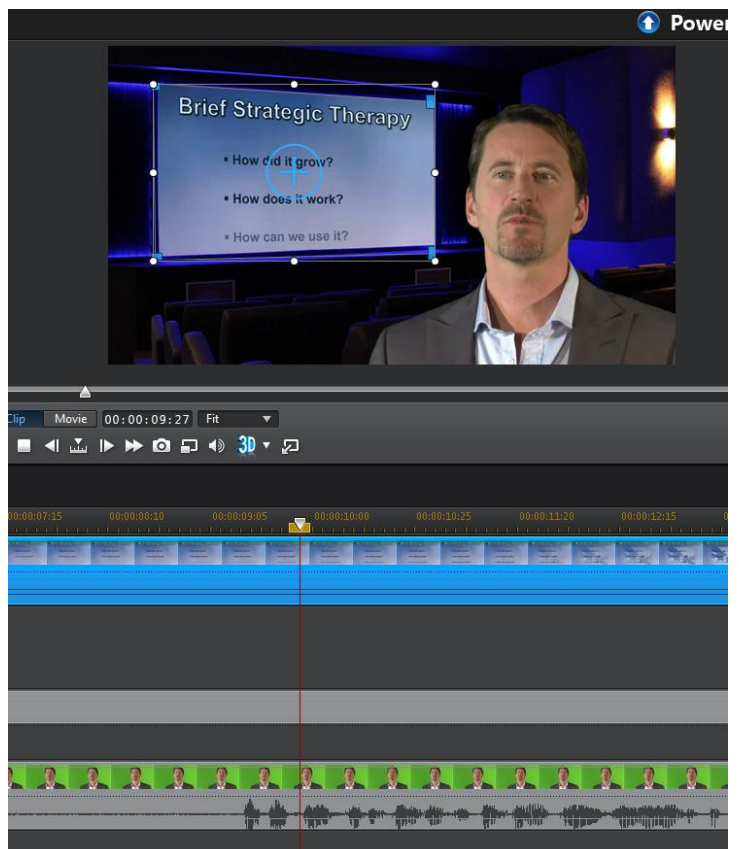 Power
Brief Strategic Therapy
▪ How did it grow?
▪ How does it work?
▪ How can we use it?
Clip Movie 00:00:09:27 Fit
3D
00:00:07:15 00:00:08:10 00:00:09:05 00:00:10:00 00:00:10:25 00:00:11:20 00:00:12:15